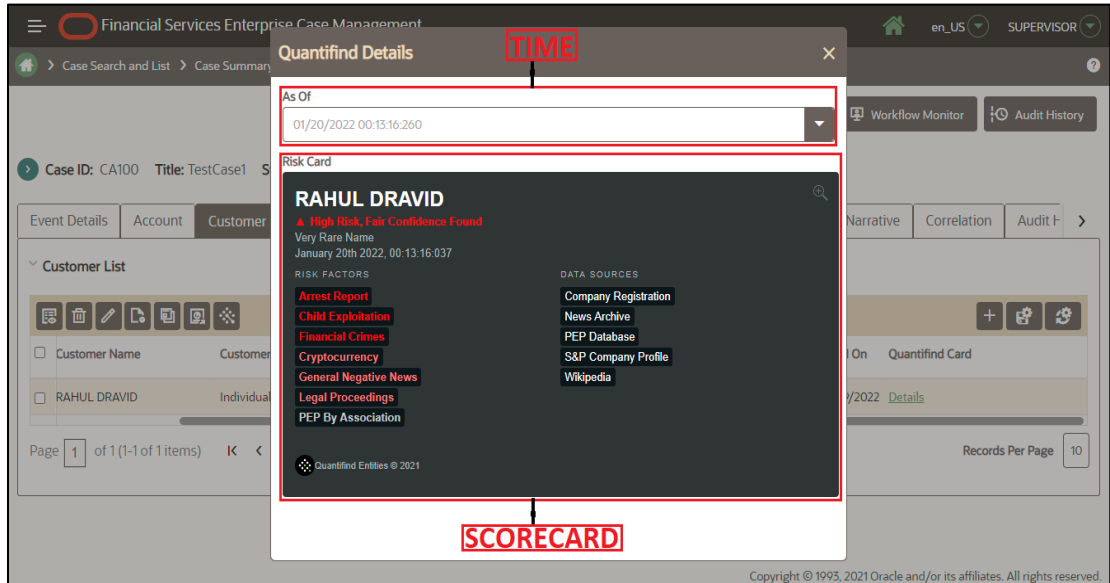 Financial Services Enterprise Case Management
en_US
SUPERVISOR
Case Search and List > Case Summary
?
Quantifind Details
TIME
×
As Of
01/20/2022 00:13:16:260
Workflow Monitor
Audit History
Case ID: CA100 Title: TestCase1 S
Risk Card
RAHUL DRAVID
▲ High Risk, Fair Confidence Found
Very Rare Name
January 20th 2022, 00:13:16:037
RISK FACTORS
Arrest Report
Child Exploitation
Financial Crimes
Cryptocurrency
General Negative News
Legal Proceedings
PEP By Association
DATA SOURCES
Company Registration
News Archive
PEP Database
S&P Company Profile
Wikipedia
Quantifind Entities © 2021
Event Details
Account
Customer
Narrative
Correlation
Audit H
Customer List
Customer Name
Customer
On
Quantifind Card
RAHUL DRAVID
Individual
/2022
Details
Page 1 of 1 (1-1 of 1 items)
Records Per Page 10
SCORECARD
Copyright © 1993, 2021 Oracle and/or its affiliates. All rights reserved.